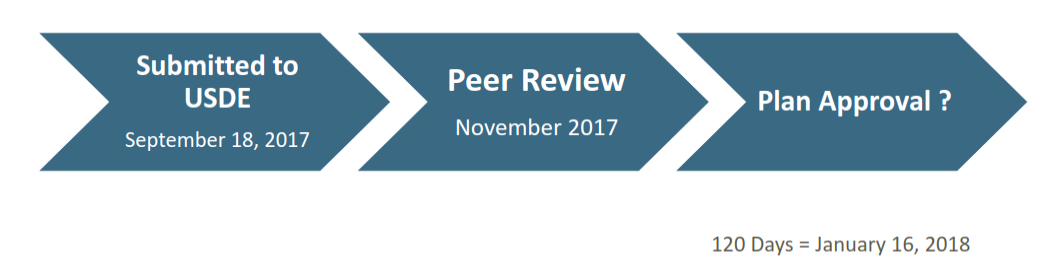 Submitted to
USDE
September 18, 2017
Peer Review
November 2017
Plan Approval ?
120 Days = January 16, 2018